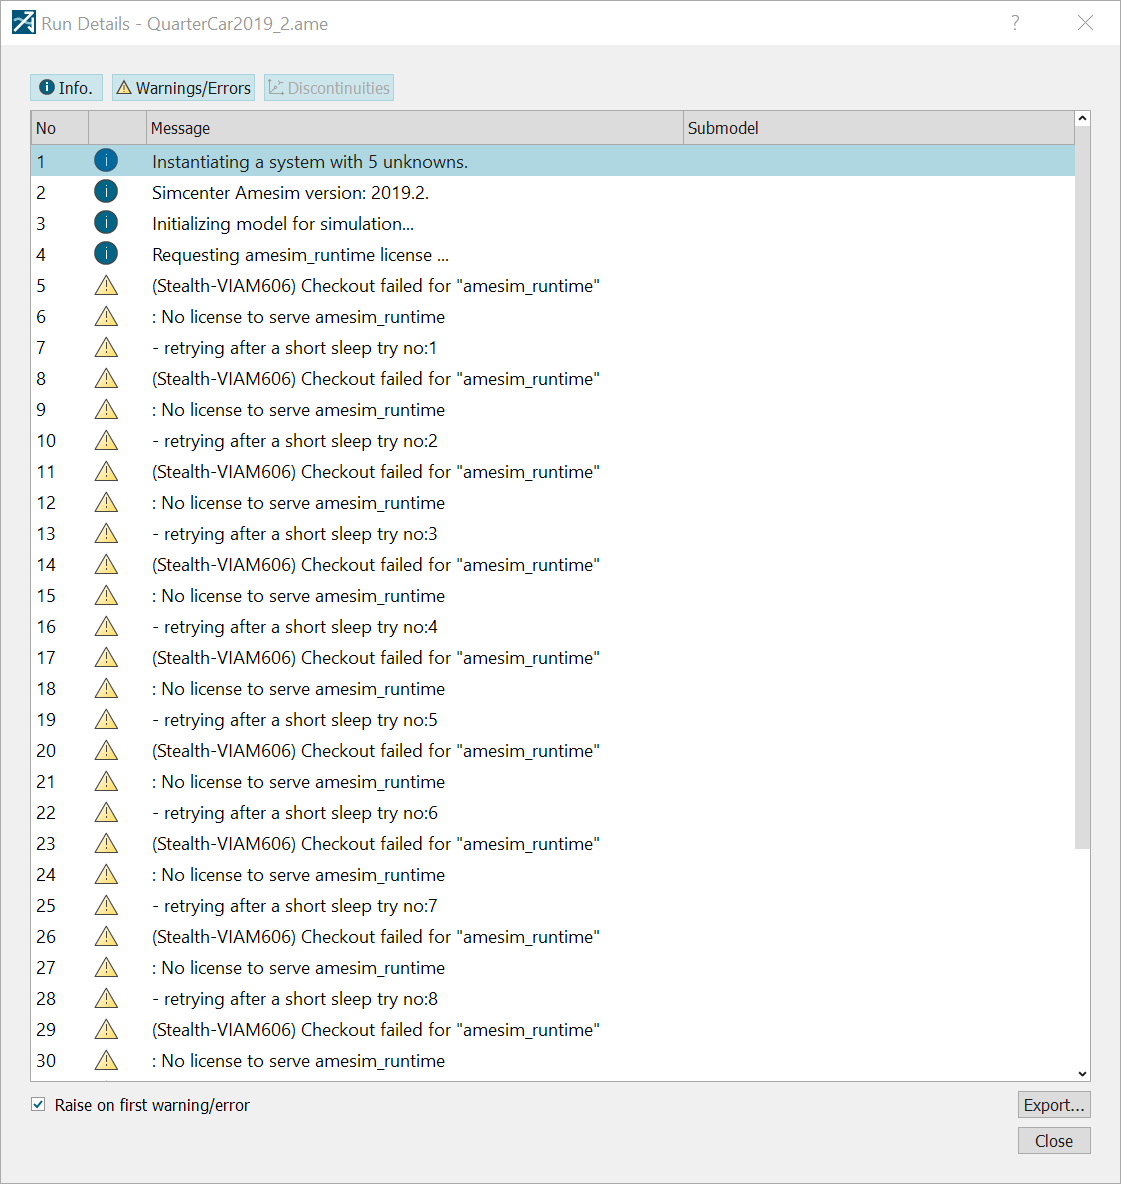 Run Details - QuarterCar2019_2.ame
?
Info. Warnings/Errors Discontinuities
No Message Submodel
1 Instantiating a system with 5 unknowns.
2 Simcenter Amesim version: 2019.2.
3 Initializing model for simulation...
4 Requesting amesim_runtime license ...
5 (Stealth-VIAM606) Checkout failed for "amesim_runtime"
6 : No license to serve amesim_runtime
7 - retrying after a short sleep try no:1
8 (Stealth-VIAM606) Checkout failed for "amesim_runtime"
9 : No license to serve amesim_runtime
10 - retrying after a short sleep try no:2
11 (Stealth-VIAM606) Checkout failed for "amesim_runtime"
12 : No license to serve amesim_runtime
13 - retrying after a short sleep try no:3
14 (Stealth-VIAM606) Checkout failed for "amesim_runtime"
15 : No license to serve amesim_runtime
16 - retrying after a short sleep try no:4
17 (Stealth-VIAM606) Checkout failed for "amesim_runtime"
18 : No license to serve amesim_runtime
19 - retrying after a short sleep try no:5
20 (Stealth-VIAM606) Checkout failed for "amesim_runtime"
21 : No license to serve amesim_runtime
22 - retrying after a short sleep try no:6
23 (Stealth-VIAM606) Checkout failed for "amesim_runtime"
24 : No license to serve amesim_runtime
25 - retrying after a short sleep try no:7
26 (Stealth-VIAM606) Checkout failed for "amesim_runtime"
27 : No license to serve amesim_runtime
28 - retrying after a short sleep try no:8
29 (Stealth-VIAM606) Checkout failed for "amesim_runtime"
30 : No license to serve amesim_runtime
Raise on first warning/error
Export...
Close